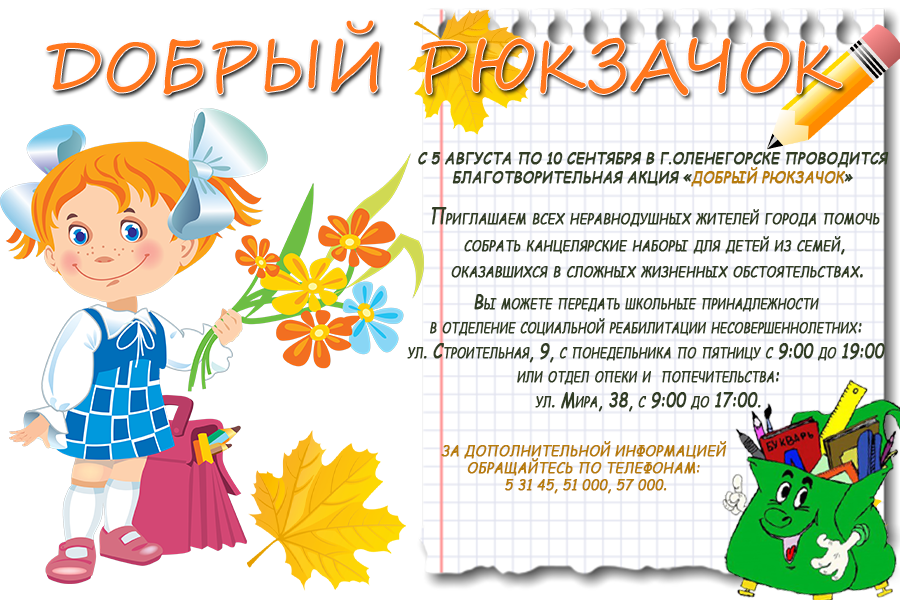 ДОБРЫЙ РЮКЗАЧОК
С 5 АВГУСТА ПО 10 СЕНТЯБРЯ В Г.ОЛЕНЕГОРСКЕ ПРОВОДИТСЯ
БЛАГОТВОРИТЕЛЬНАЯ АКЦИЯ «ДОБРЫЙ РЮКЗАЧОК»
Приглашаем всех неравнодушных жителей города помочь
собрать канцелярские наборы для детей из семей,
оказавшихся в сложных жизненных обстоятельствах.
Вы можете передать школьные принадлежности
в отделение социальной реабилитации несовершеннолетних:
ул. Строительная, 9, с понедельника по пятницу с 9:00 до 19:00
или отдел опеки и попечительства:
ул. Мира, 38, с 9:00 до 17:00.
БУКВАРЬ
ЗА ДОПОЛНИТЕЛЬНОЙ ИНФОРМАЦИЕЙ
ОБРАЩАЙТЕСЬ ПО ТЕЛЕФОНАМ:
5 31 45, 51 000, 57 000.